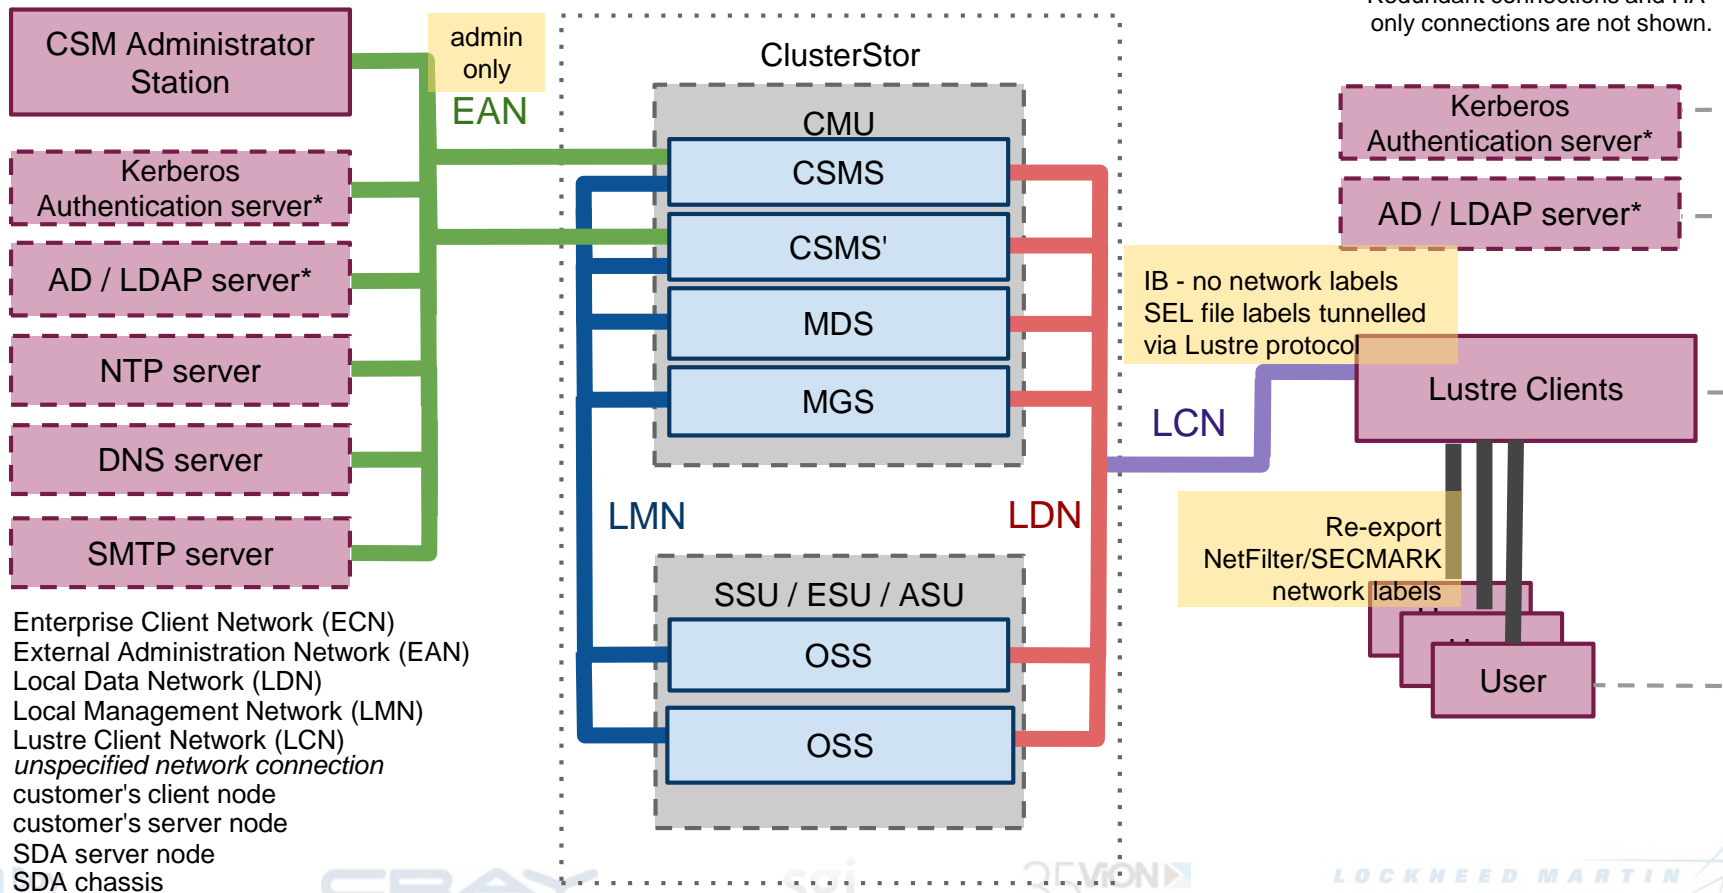 Redundant connections and HA
only connections are not shown.
CSM Administrator
Station
admin
only
EAN
ClusterStor
CMU
CSMS
CSMS'
MDS
MGS
Kerberos
Authentication server*
AD / LDAP server*
NTP server
DNS server
SMTP server
Kerberos
Authentication server*
AD / LDAP server*
IB - no network labels
SEL file labels tunnelled
via Lustre protocol
Lustre Clients
LCN
LMN
LDN
Re-export
NetFilter/SECMARK
network labels
User
SSU / ESU / ASU
OSS
OSS
Enterprise Client Network (ECN)
External Administration Network (EAN)
Local Data Network (LDN)
Local Management Network (LMN)
Lustre Client Network (LCN)
unspecified network connection
customer's client node
customer's server node
SDA server node
SDA chassis
CRAY
sgi
LOCKHEED MARTIN